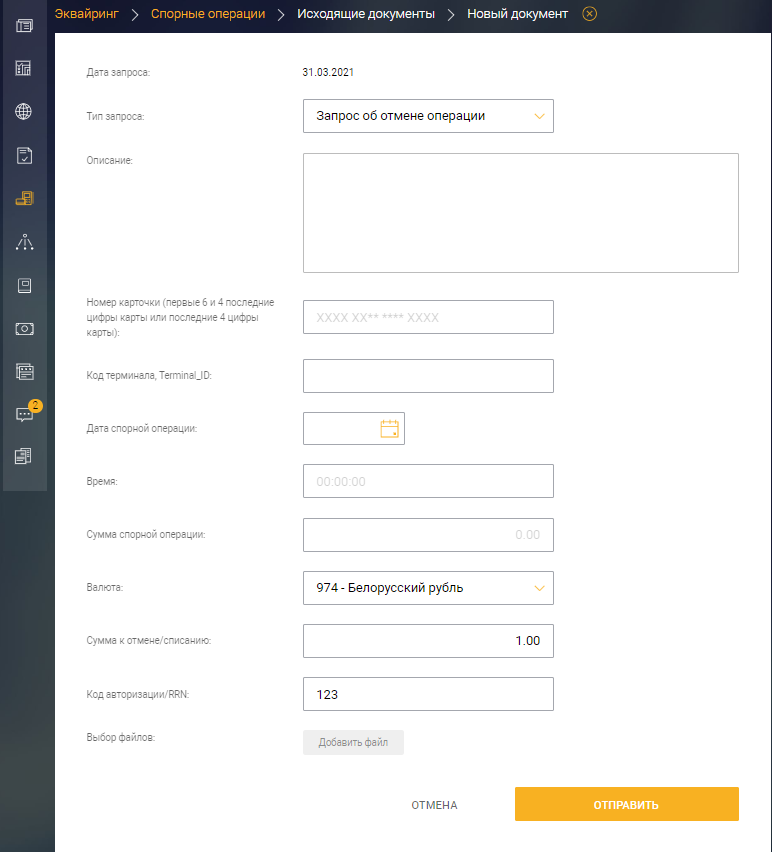 Эквайринг Спорные операции Исходящие документы Новый документ
Дата запроса: 31.03.2021
Тип запроса: Запрос об отмене операции
Описание:
Номер карточки (первые 6 и 4 последние
цифры карты или последние 4 цифры
карты):
XXXX XX** **** XXXX
Код терминала, Terminal_ID:
Дата спорной операции:
2
Время: 00:00:00
Сумма спорной операции: 0.00
Валюта: 974 - Белорусский рубль
Сумма к отмене/списанию: 1.00
Код авторизации/RRN: 123
Выбор файлов: Добавить файл
ОТМЕНА ОТПРАВИТЬ